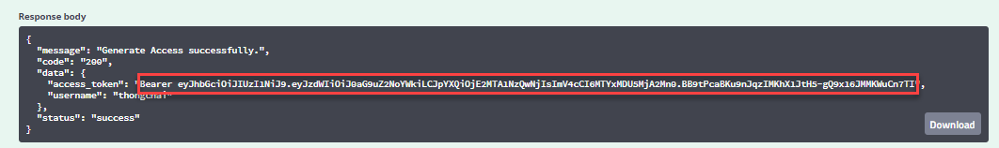 Response body
{
"message": "Generate Access successfully.",
"code": "200",
"data": {
"access_token": "Bearer eyJhbGciOiJIUzI1NiJ9.eyJzdWIiOiJ0aG9uZ2NoYWkiLCJpYXQiOjE2MTA1NzQwNjIsImV4cCI6MTYxMDU5MjA2Mn0.BB9tPcaBKu9nJqzIMKhX1JtH5-gQ9x16JMMKWuCn7TI",
"username": "thongchai"
},
"status": "success"
}
Download